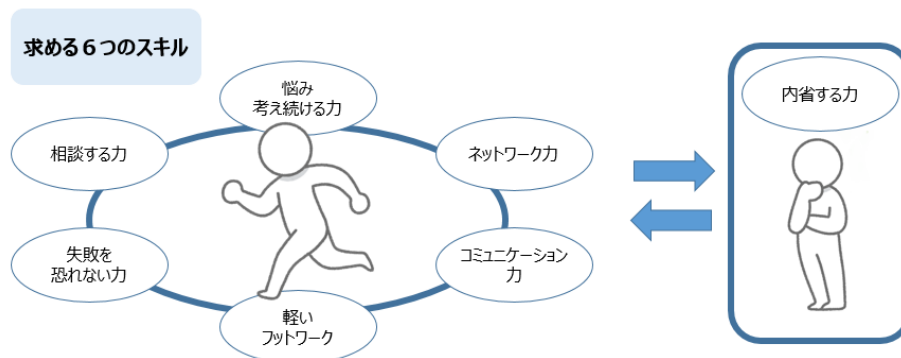 求める６つのスキル
悩み
考え続ける力
相談する力
ネットワーク力
失敗を
恐れない力
コミュニケーション
力
軽い
フットワーク
内省する力